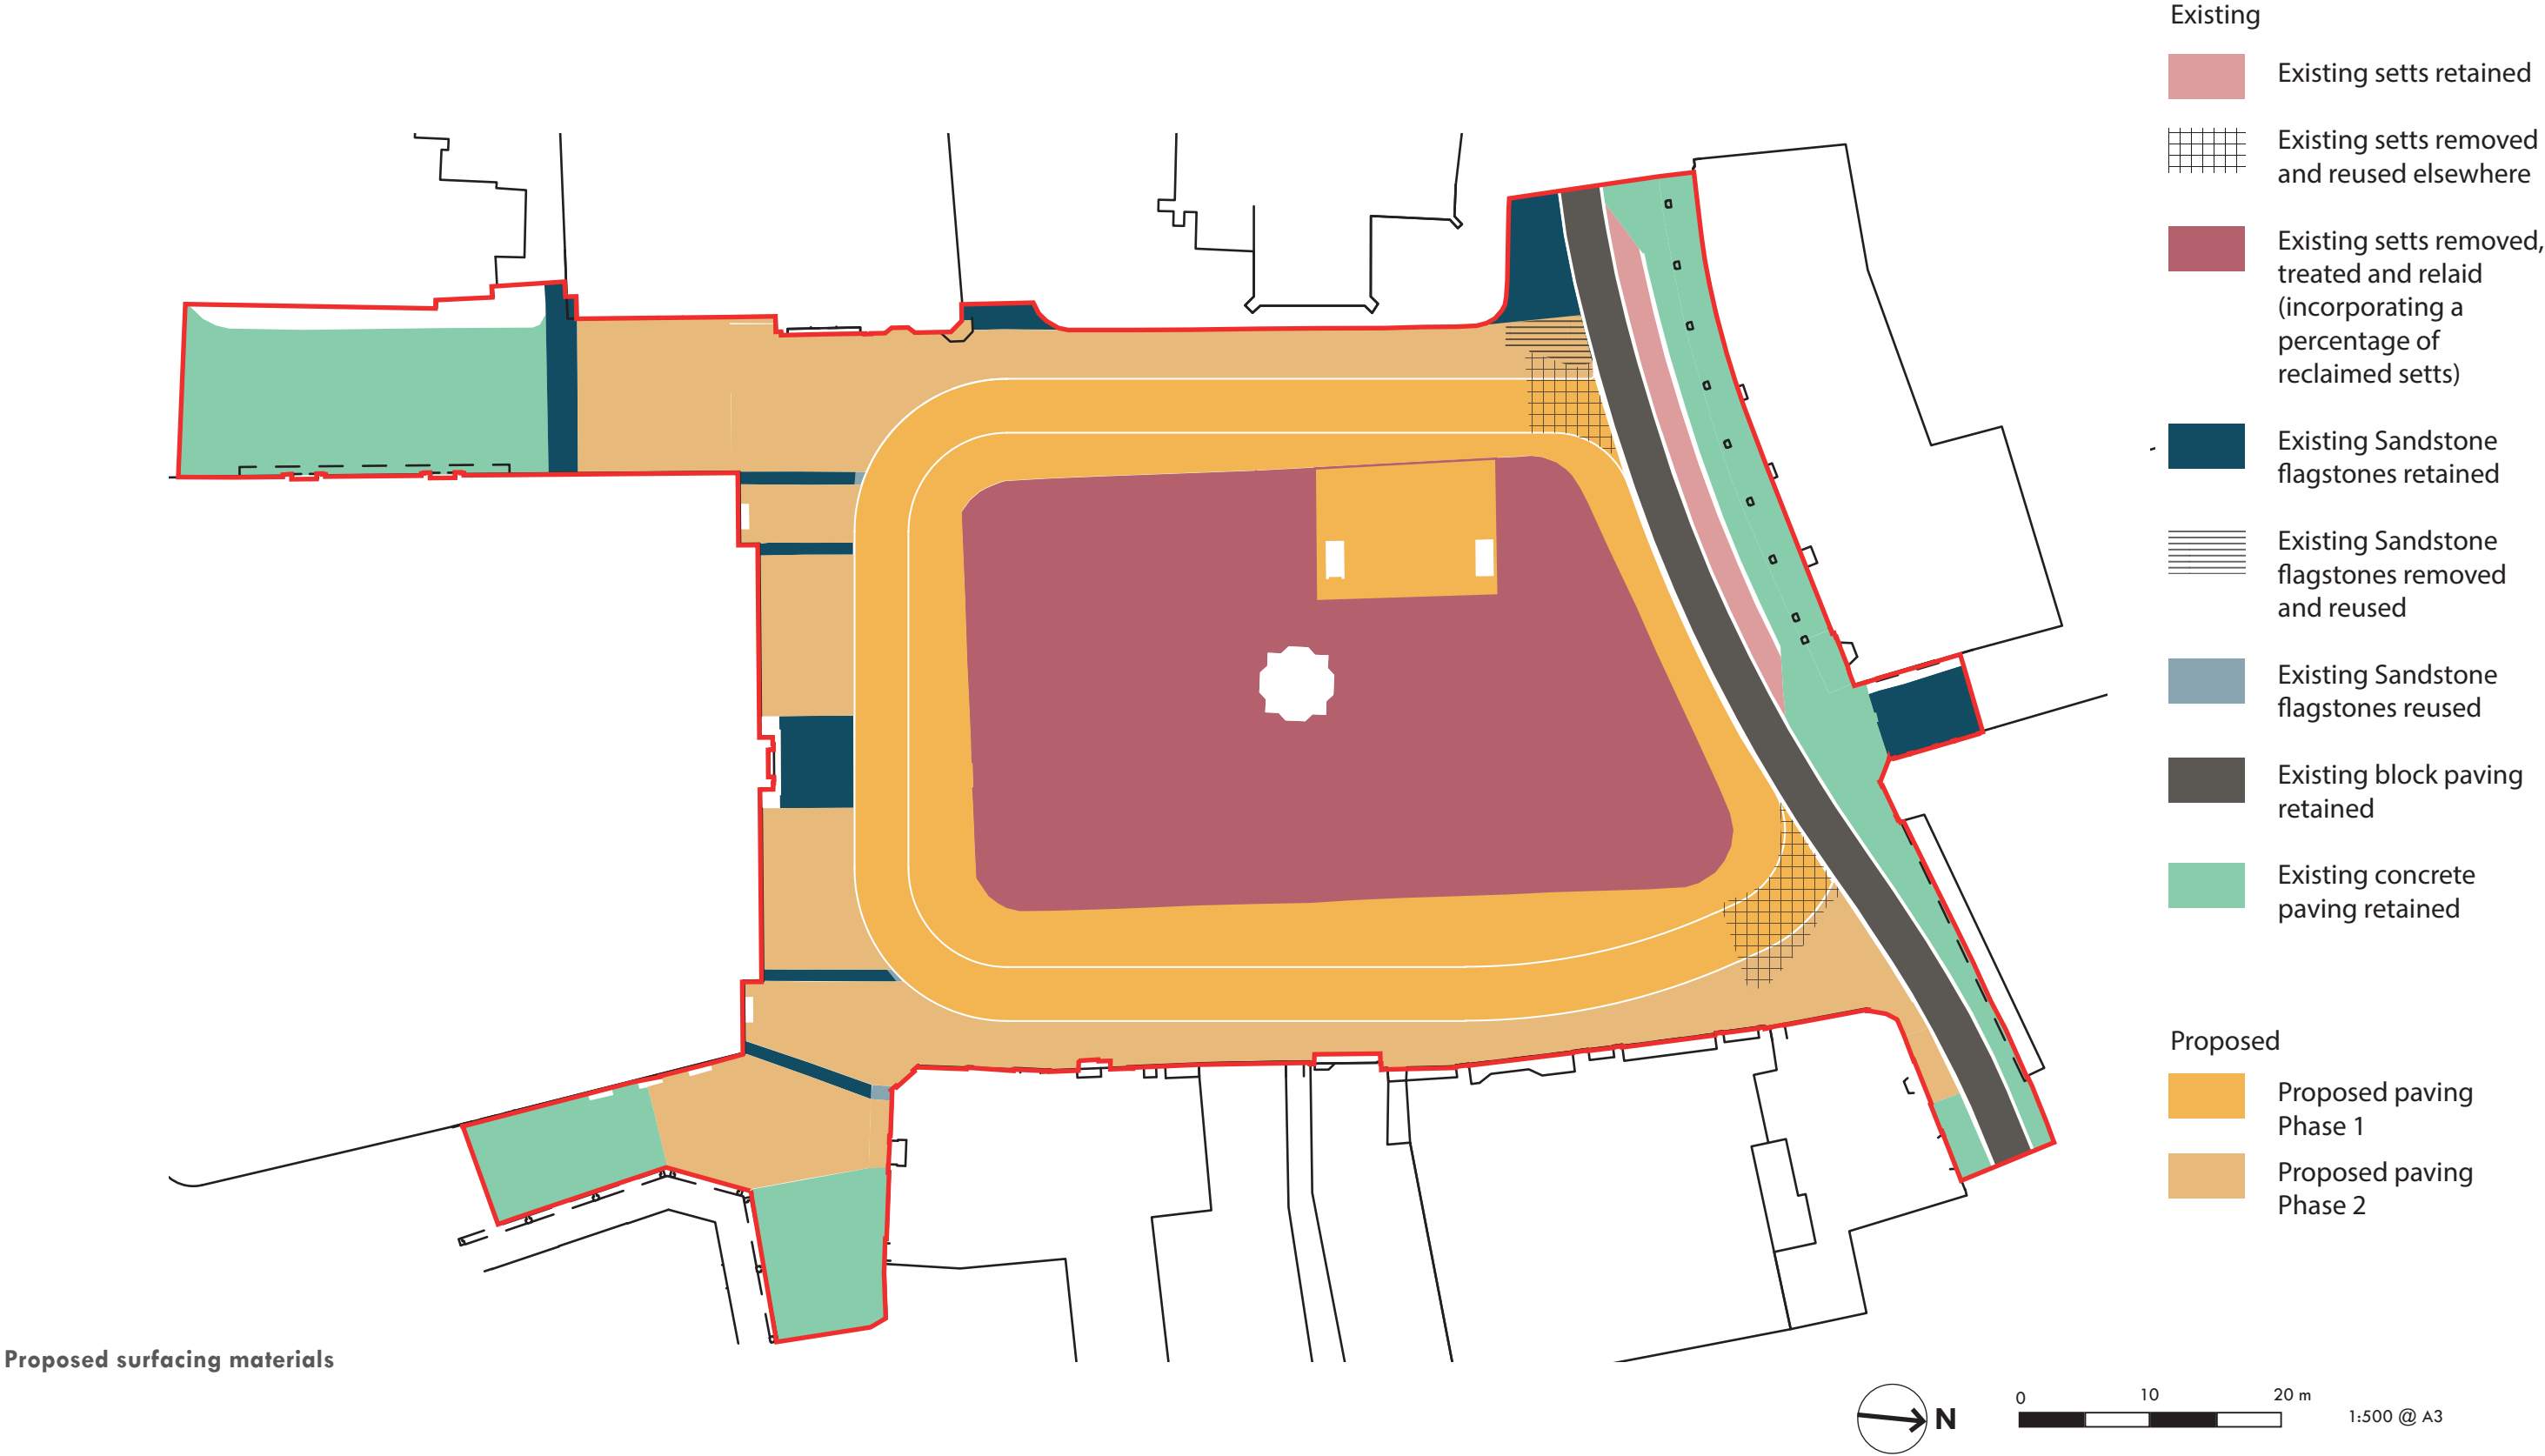 Existing
Existing setts retained
Existing setts removed
and reused elsewhere
Existing setts removed,
treated and relaid
(incorporating a
percentage of
reclaimed setts)
Existing Sandstone
flagstones retained
Existing Sandstone
flagstones removed
and reused
Existing Sandstone
flagstones reused
Existing block paving
retained
Existing concrete
paving retained
Proposed
Proposed paving
Phase 1
Proposed paving
Phase 2
Proposed surfacing materials
N
0 10 20 m
1:500 @ A3